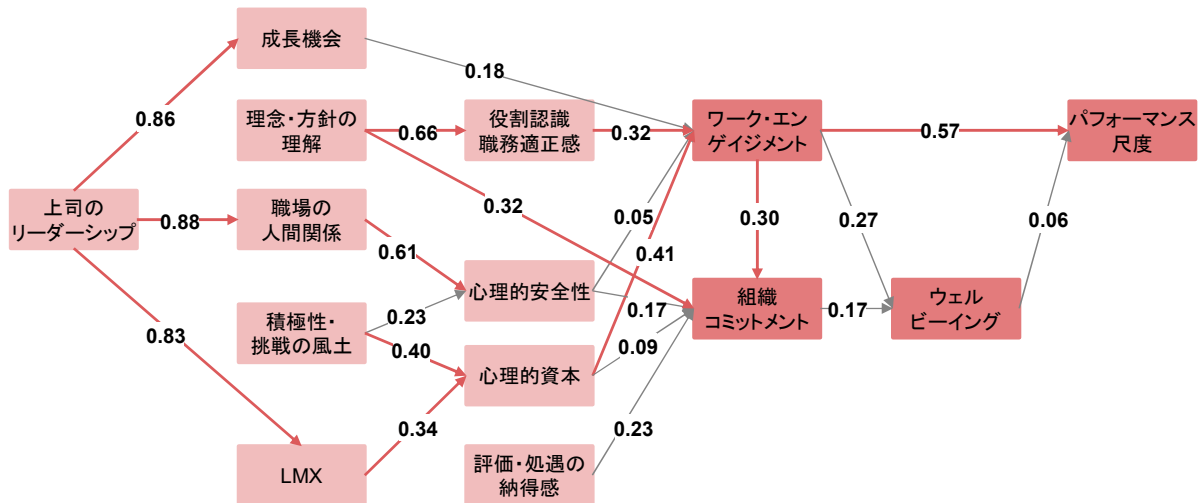 成長機会
0.18
0.86
理念・方針の
理解
0.66
役割認識
職務適正感
0.32
ワーク・エン
ゲイジメント
0.57
パフォーマンス
尺度
上司の
リーダーシップ
0.88
職場の
人間関係
0.32
0.05
0.30
0.27
0.06
0.61
0.41
心理的安全性
0.17
組織
コミットメント
0.17
ウェル
ビーイング
積極性・
挑戦の風土
0.23
0.40
0.83
心理的資本
0.09
0.34
0.23
LMX
評価・処遇の
納得感